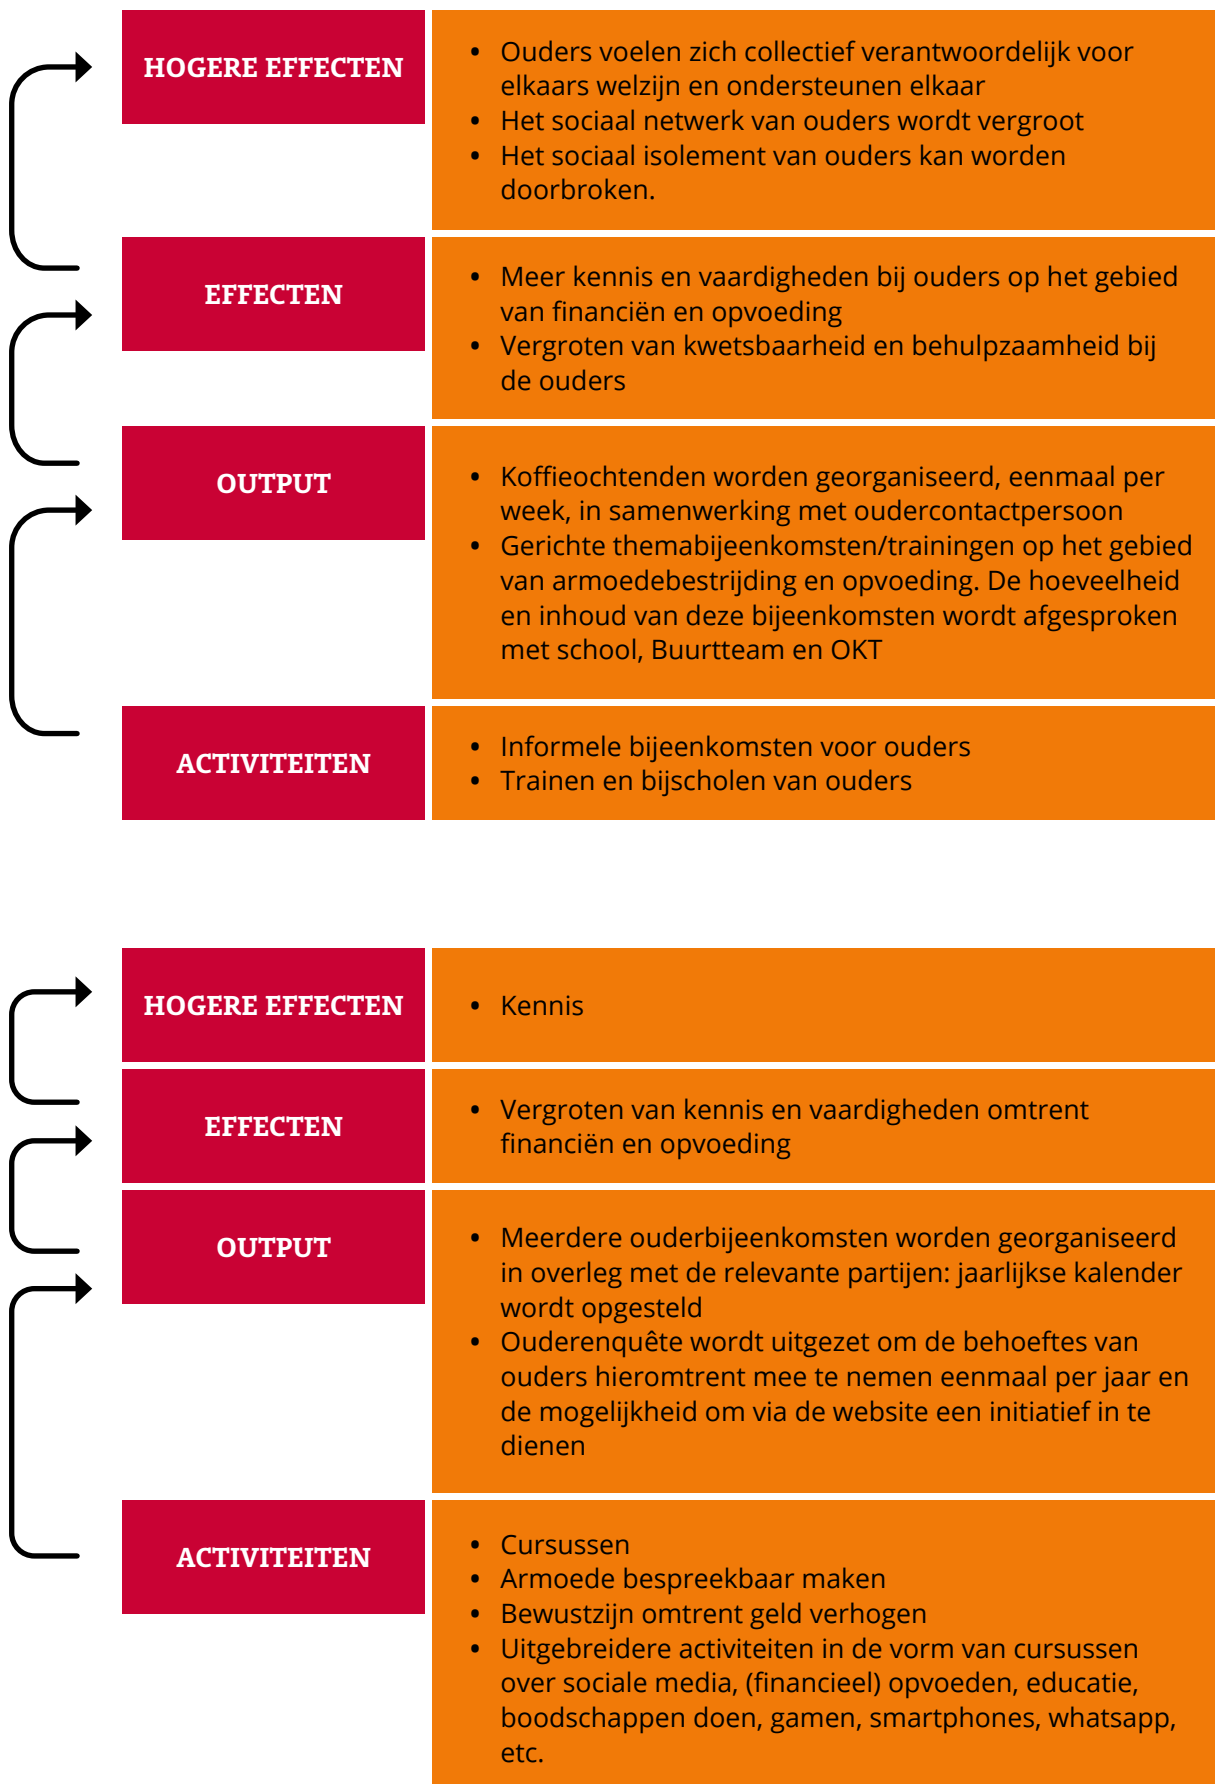 HOGERE EFFECTEN
• Ouders voelen zich collectief verantwoordelijk voor
elkaars welzijn en ondersteunen elkaar
• Het sociaal netwerk van ouders wordt vergroot
• Het sociaal isolement van ouders kan worden
doorbroken.
EFFECTEN
• Meer kennis en vaardigheden bij ouders op het gebied
van financiën en opvoeding
• Vergroten van kwetsbaarheid en behulpzaamheid bij
de ouders
OUTPUT
• Koffieochtenden worden georganiseerd, eenmaal per
week, in samenwerking met oudercontactpersoon
• Gerichte themabijeenkomsten/trainingen op het gebied
van armoedebestrijding en opvoeding. De hoeveelheid
en inhoud van deze bijeenkomsten wordt afgesproken
met school, Buurtteam en OKT
ACTIVITEITEN
• Informele bijeenkomsten voor ouders
• Trainen en bijscholen van ouders
HOGERE EFFECTEN
• Kennis
EFFECTEN
• Vergroten van kennis en vaardigheden omtrent
financiën en opvoeding
OUTPUT
• Meerdere ouderbijeenkomsten worden georganiseerd
in overleg met de relevante partijen: jaarlijkse kalender
wordt opgesteld
• Ouderenquête wordt uitgezet om de behoeftes van
ouders hieromtrent mee te nemen eenmaal per jaar en
de mogelijkheid om via de website een initiatief in te
dienen
ACTIVITEITEN
• Cursussen
• Armoede bespreekbaar maken
• Bewustzijn omtrent geld verhogen
• Uitgebreidere activiteiten in de vorm van cursussen
over sociale media, (financieel) opvoeden, educatie,
boodschappen doen, gamen, smartphones, whatsapp,
etc.